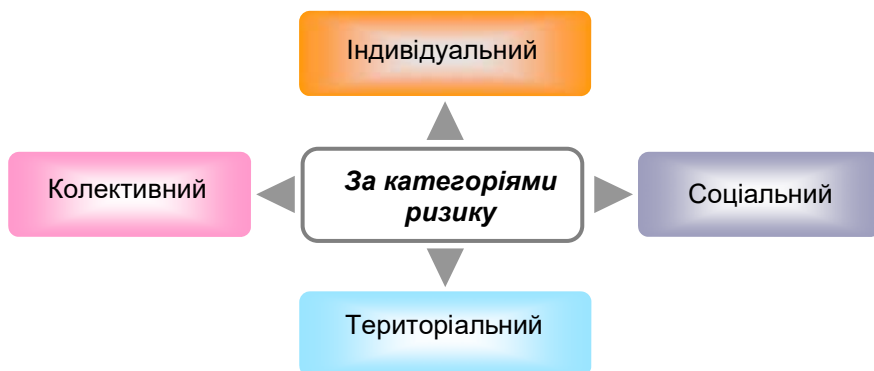 Індивідуальний
Колективний
За категоріями
ризику
Соціальний
Територіальний